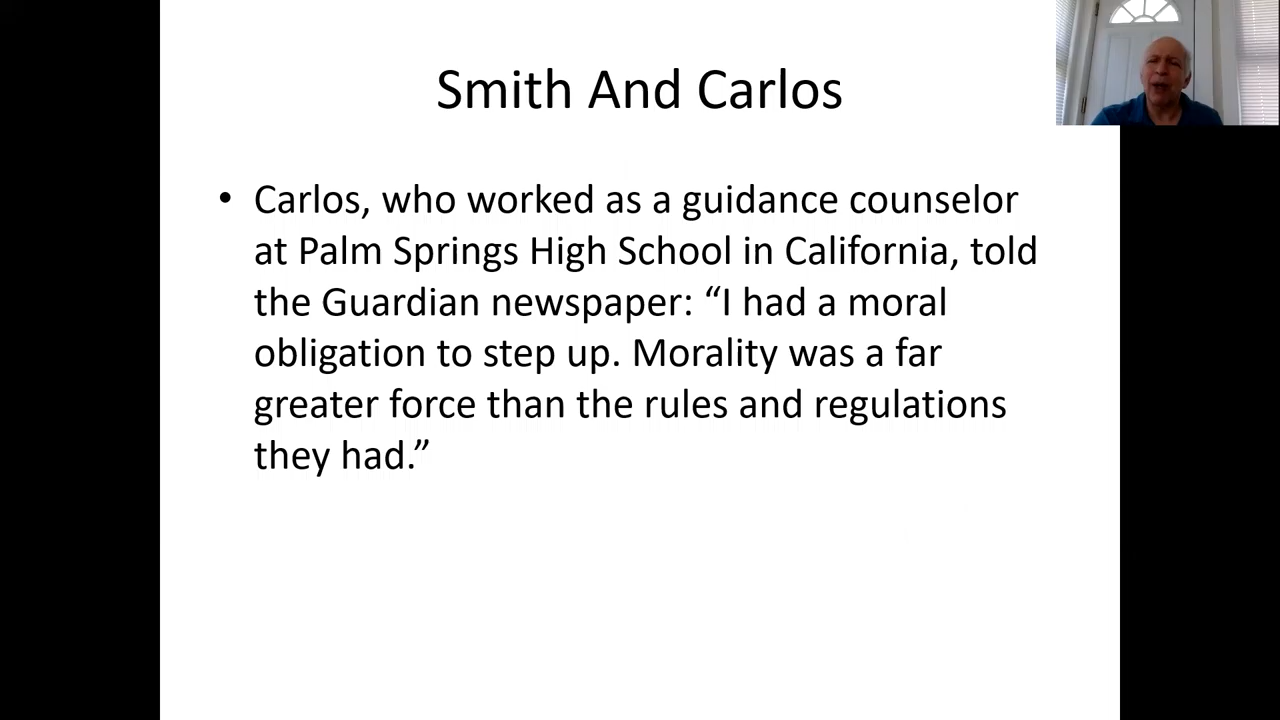 Smith And Carlos
• Carlos, who worked as a guidance counselor
at Palm Springs High School in California, told
the Guardian newspaper: “I had a moral
obligation to step up. Morality was a far
greater force than the rules and regulations
they had.”